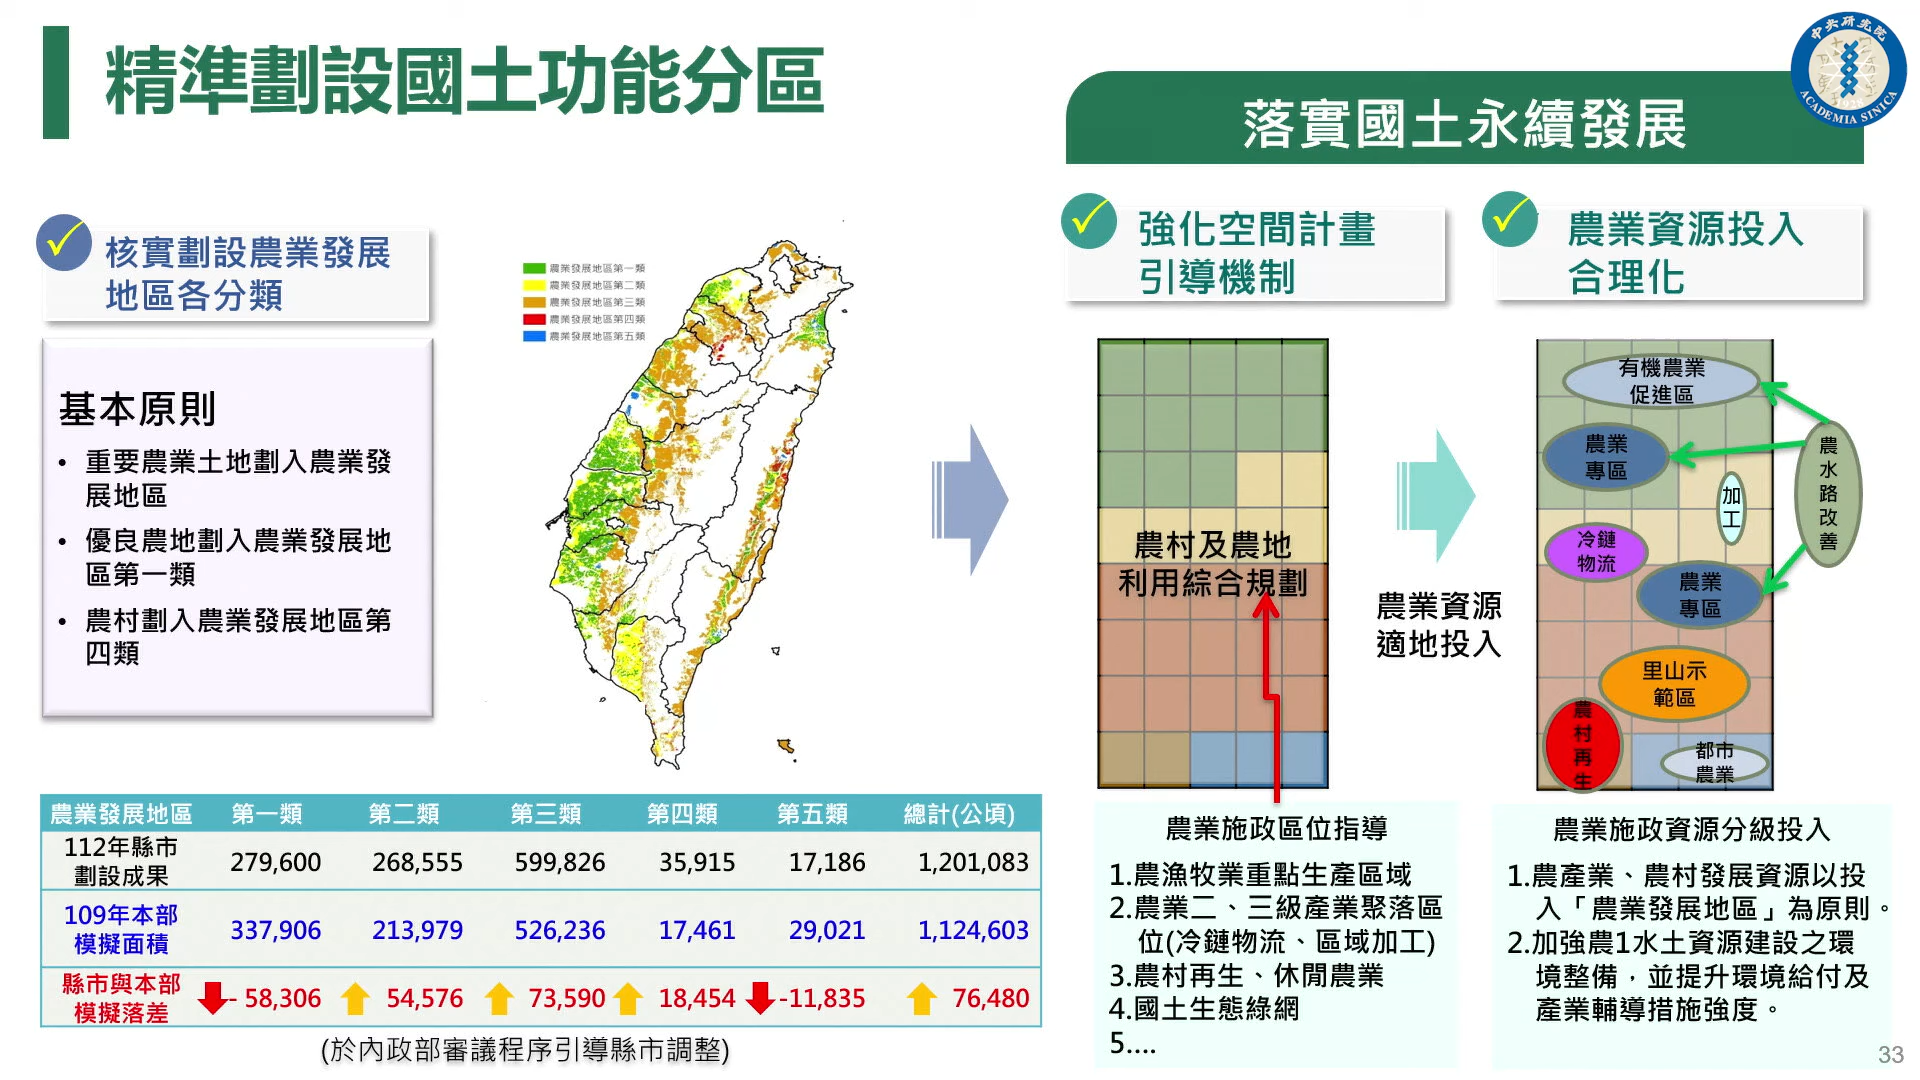 精準劃設國土功能分區
中央研究院
ACADEMIA SINICA
1928
落實國土永續發展
核實劃設農業發展
地區各分類
基本原則
• 重要農業土地劃入農業發
展地區
• 優良農地劃入農業發展地
區第一類
• 農村劃入農業發展地區第
四類
農業發展地區第一類
農業發展地區第二類
農業發展地區第三類
農業發展地區第四類
農業發展地區第五類
強化空間計畫
引導機制
農業資源投入
合理化
農村及農地
利用綜合規劃
農業資源
適地投入
有機農業
促進區
農業
專區
加
工
農
水
路
改
善
冷鏈
物流
農業
專區
里山示
範區
農
村
再
生
都市
農業
農業發展地區 第一類 第二類 第三類 第四類 第五類 總計(公頃)
112年縣市
劃設成果
279,600 268,555 599,826 35,915 17,186 1,201,083
109年本部
模擬面積
337,906 213,979 526,236 17,461 29,021 1,124,603
縣市與本部
模擬落差
- 58,306 54,576 73,590 18,454 -11,835 76,480
(於內政部審議程序引導縣市調整)
農業施政區位指導
1.農漁牧業重點生產區域
2.農業二、三級產業聚落區
位(冷鏈物流、區域加工)
3.農村再生、休閒農業
4.國土生態綠網
5....
農業施政資源分級投入
1.農產業、農村發展資源以投
入「農業發展地區」為原則。
2.加強農1水土資源建設之環
境整備，並提升環境給付及
產業輔導措施強度。
33